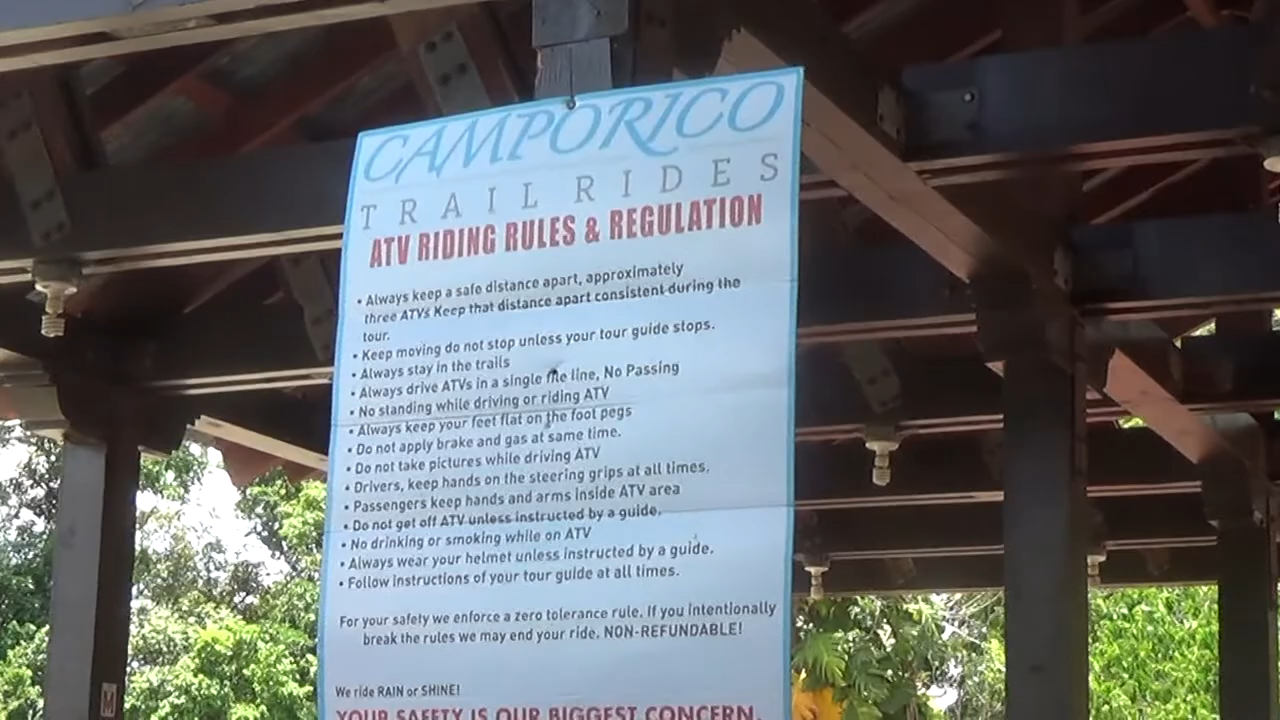 CAMPORICO
TRAIL RIDES
ATV RIDING RULES & REGULATION
• Always keep a safe distance apart, approximately
three ATVs Keep that distance apart consistent during the
tour.
• Keep moving do not stop unless your tour guide stops.
• Always stay in the trails
• Always drive ATVs in a single file line, No Passing
• No standing while driving or riding ATV
• Always keep your feet flat on the foot pegs
• Do not apply brake and gas at same time.
• Do not take pictures while driving ATV
• Drivers, keep hands on the steering grips at all times.
• Passengers keep hands and arms inside ATV area
• Do not get off ATV unless instructed by a guide.
• No drinking or smoking while on ATV
• Always wear your helmet unless instructed by a guide.
• Follow instructions of your tour guide at all times.
For your safety we enforce a zero tolerance rule. If you intentionally
break the rules we may end your ride. NON-REFUNDABLE!
We ride RAIN or SHINE!
YOUR SAFETY IS OUR BIGGEST CONCERN.
M